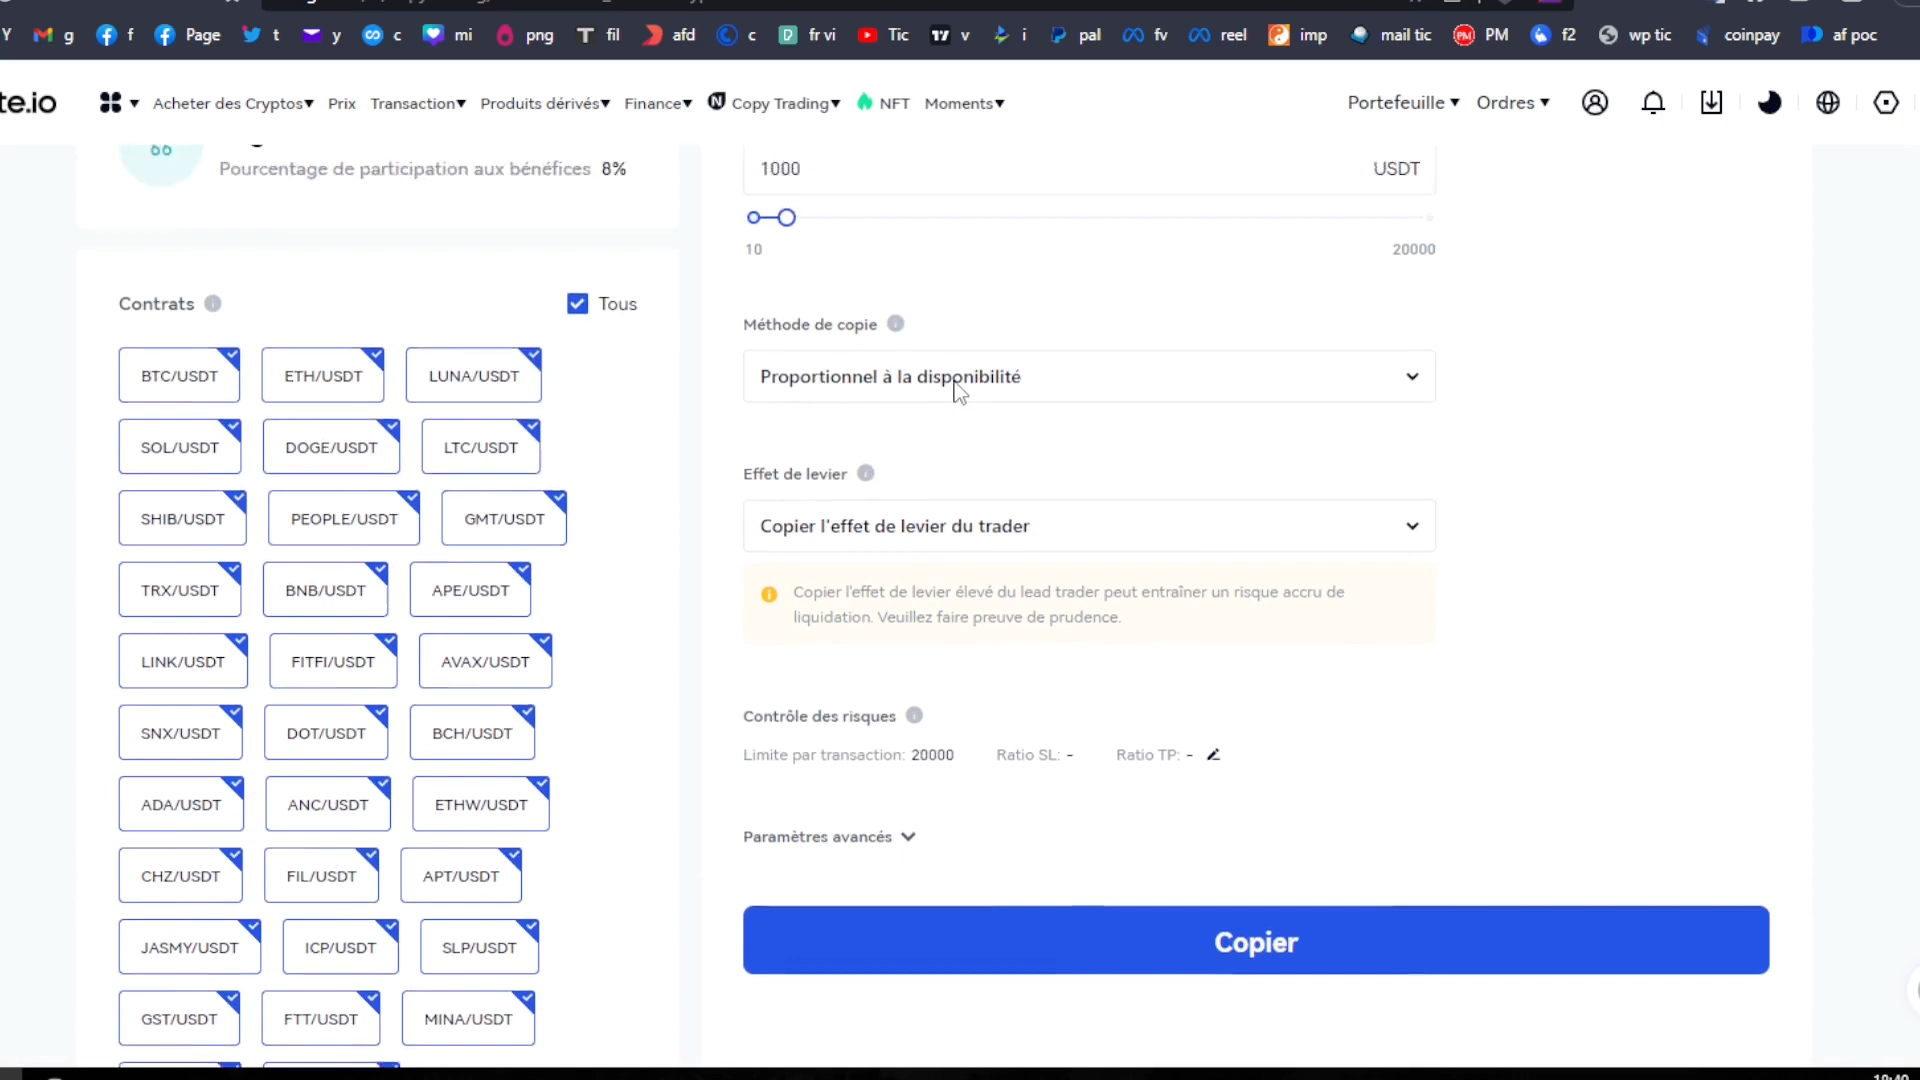 Y g f Page t y c mi png fil afd c fr vi Tic v i pal fv reel imp mail tic PM f2 wp tic coinpay af poc
te.io Acheter des Cryptos Prix Transaction Produits dérivés Finance Copy Trading NFT Moments Portefeuille Ordres
Pourcentage de participation aux bénéfices 8%
Contrats Tous
BTC/USDT ETH/USDT LUNA/USDT
SOL/USDT DOGE/USDT LTC/USDT
SHIB/USDT PEOPLE/USDT GMT/USDT
TRX/USDT BNB/USDT APE/USDT
LINK/USDT FITFI/USDT AVAX/USDT
SNX/USDT DOT/USDT BCH/USDT
ADA/USDT ANC/USDT ETHW/USDT
CHZ/USDT FIL/USDT APT/USDT
JASMY/USDT ICP/USDT SLP/USDT
GST/USDT FTT/USDT MINA/USDT
1000 USDT
10 20000
Méthode de copie
Proportionnel à la disponibilité
Effet de levier
Copier l'effet de levier du trader
Copier l'effet de levier élevé du lead trader peut entraîner un risque accru de
liquidation. Veuillez faire preuve de prudence.
Contrôle des risques
Limite par transaction: 20000 Ratio SL: - Ratio TP: -
Paramètres avancés
Copier